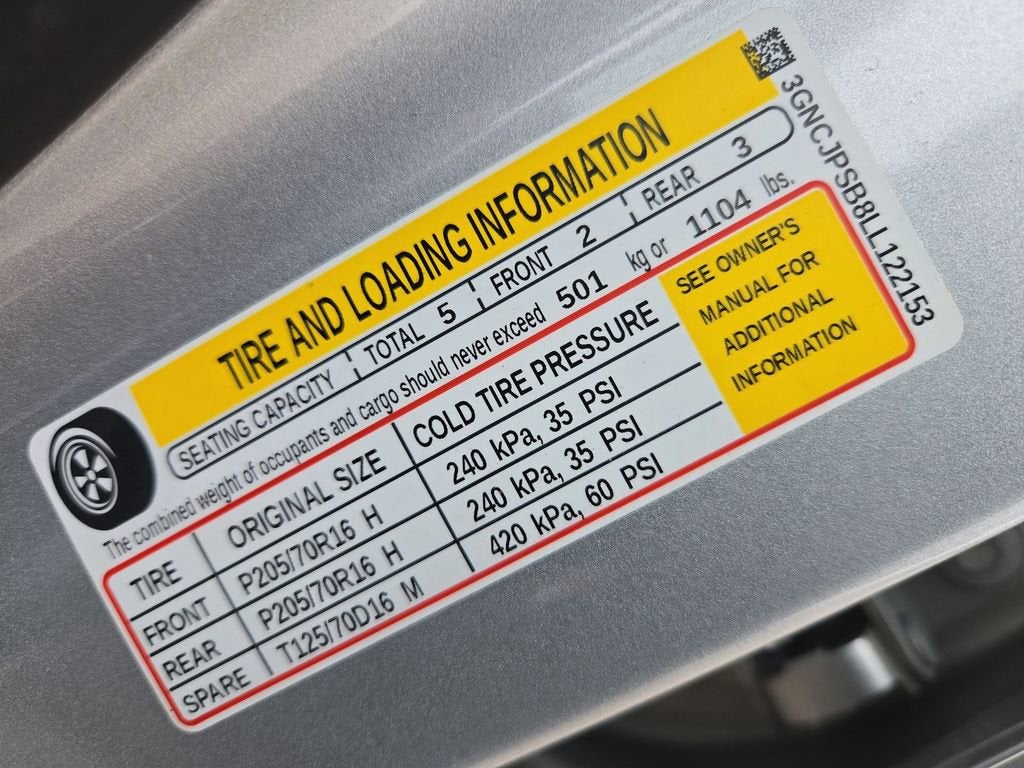 TIRE AND LOADING INFORMATION
SEATING CAPACITY ¦ TOTAL 5 ¦ FRONT 2 ¦ REAR 3
The combined weight of occupants and cargo should never exceed 501 kg or 1104 lbs.
TIRE ORIGINAL SIZE COLD TIRE PRESSURE
FRONT P205/70R16 H 240 kPa, 35 PSI
REAR P205/70R16 H 240 kPa, 35 PSI
SPARE T125/70D16 M 420 kPa, 60 PSI
SEE OWNER'S
MANUAL FOR
ADDITIONAL
INFORMATION
3GNCJPSB8LL122153